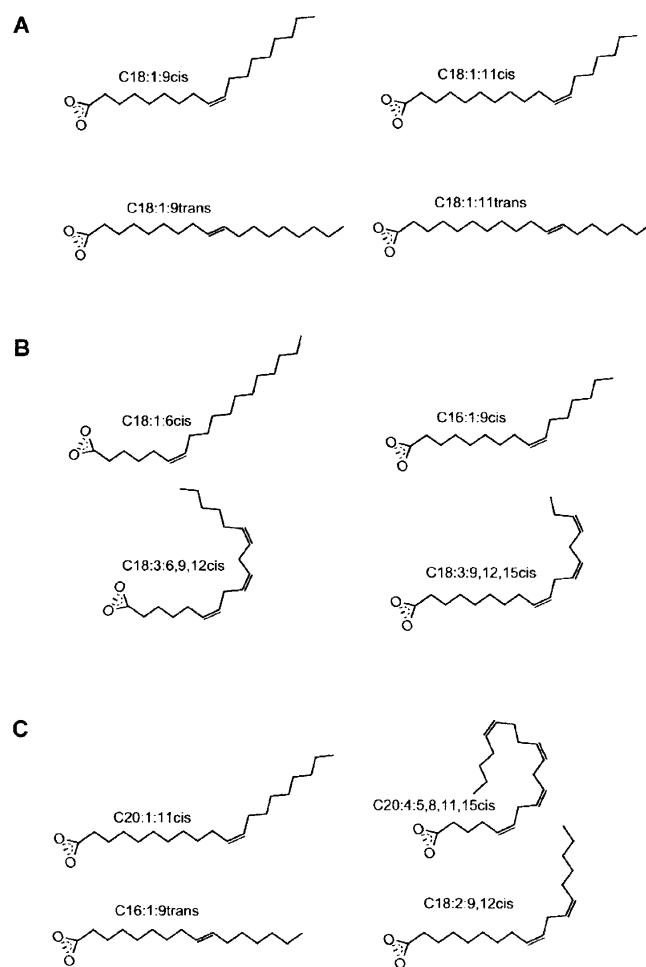 A
C18:1:9cis
C18:1:11cis
O
O
O
O
C18:1:9trans
C18:1:11trans
O
O
O
O
B
C18:1:6cis
C16:1:9cis
O
O
O
O
C18:3:6,9,12cis
C18:3:9,12,15cis
O
O
O
O
C
C20:1:11cis
C20:4:5,8,11,15cis
O
O
O
O
C16:1:9trans
C18:2:9,12cis
O
O
O
O